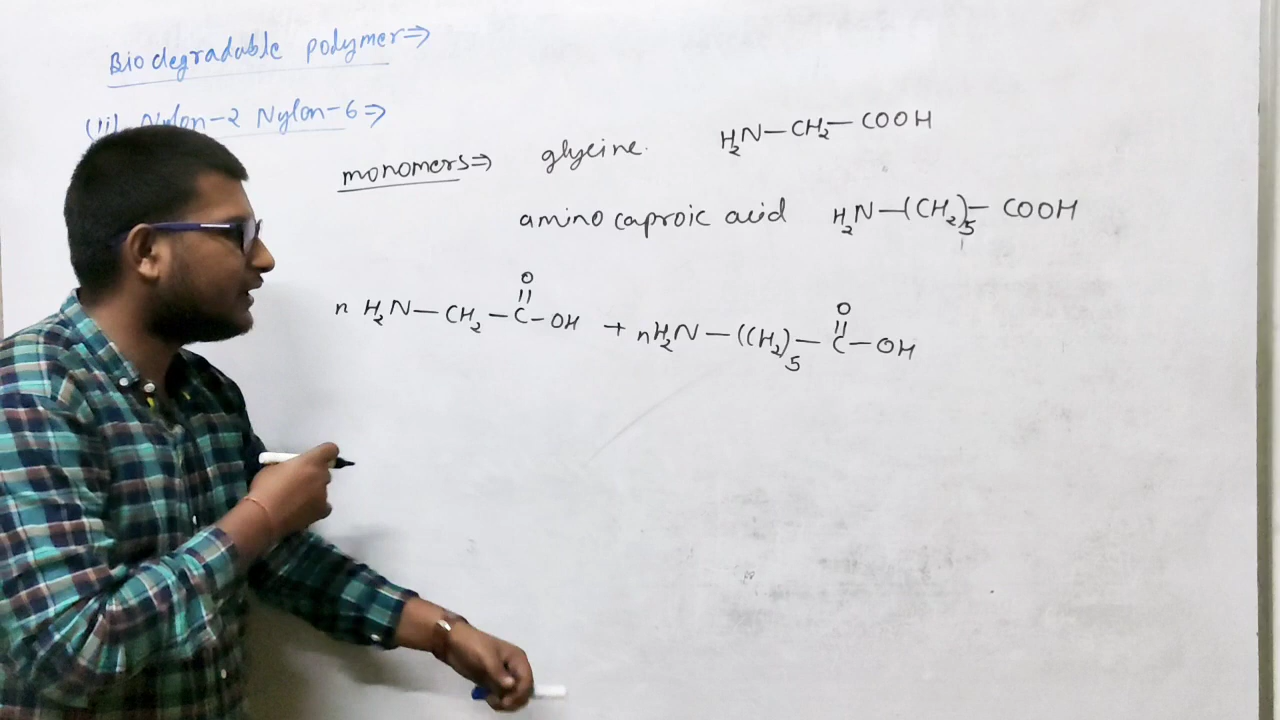 Biodegradable polymer⇒
(ii) Nylon-2 Nylon-6⇒
monomers⇒ glycine. H₂N—CH₂—COOH
amino caproic acid H₂N—(CH₂)₅—COOH
n H₂N—CH₂—C(=O)—OH + nH₂N—(CH₂)₅—C(=O)—OH